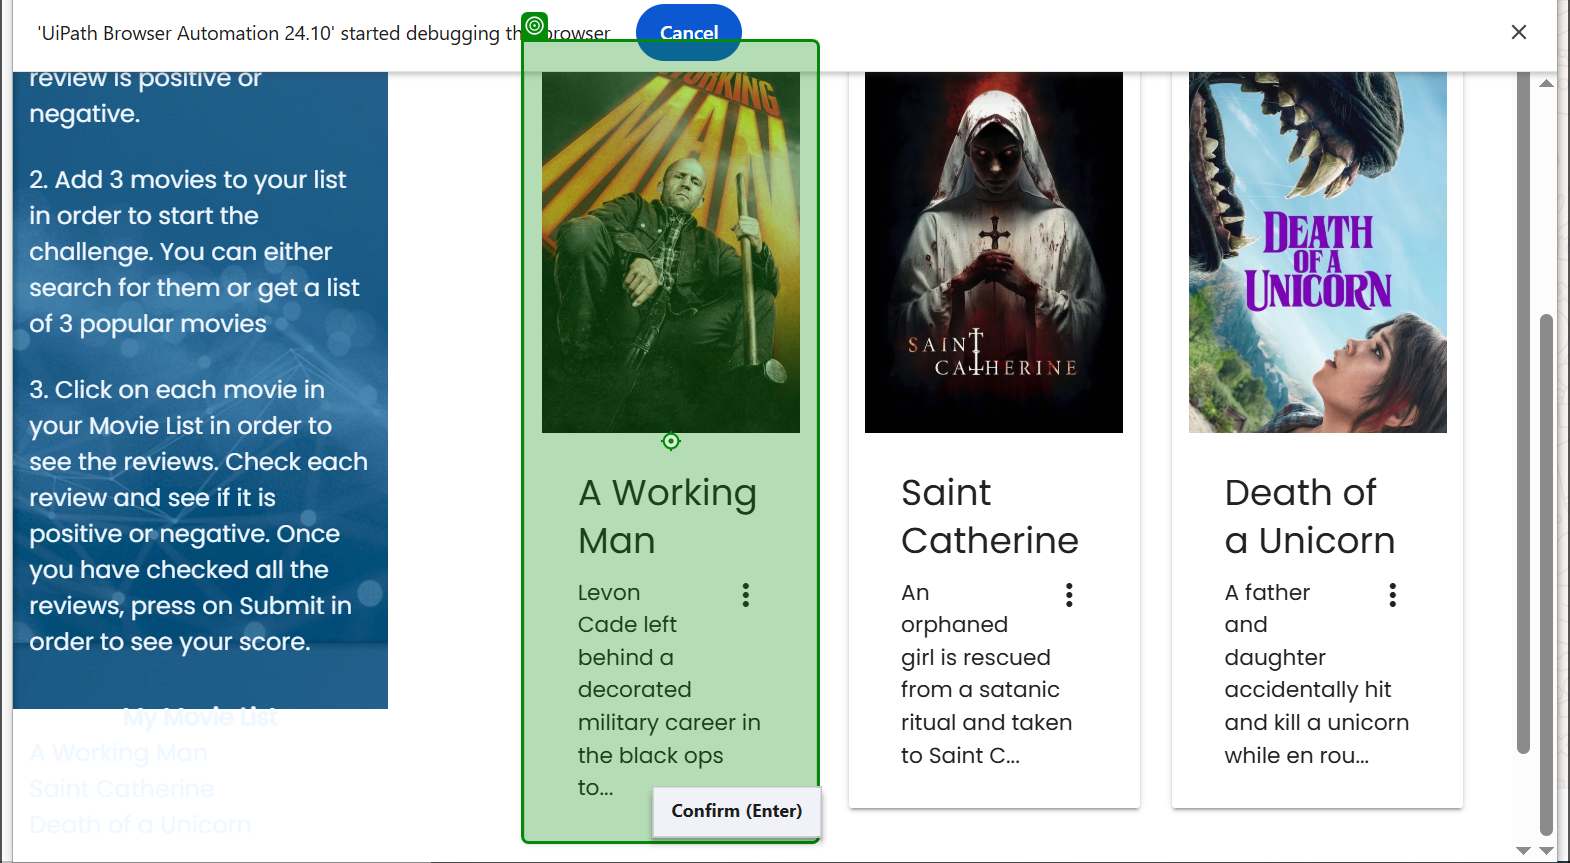 'UiPath Browser Automation 24.10' started debugging th browser
Cancel
review is positive or
negative.
2. Add 3 movies to your list
in order to start the
challenge. You can either
search for them or get a list
of 3 popular movies
3. Click on each movie in
your Movie List in order to
see the reviews. Check each
review and see if it is
positive or negative. Once
you have checked all the
reviews, press on Submit in
order to see your score.
My Movie List
A Working Man
Saint Catherine
Death of a Unicorn
WORKING
MAN
A Working
Man
Levon
Cade left
behind a
decorated
military career in
the black ops
to...
Confirm (Enter)
SAINT
CATHERINE
Saint
Catherine
An
orphaned
girl is rescued
from a satanic
ritual and taken
to Saint C...
DEATH
OF A
UNICORN
Death of
a Unicorn
A father
and
daughter
accidentally hit
and kill a unicorn
while en rou...